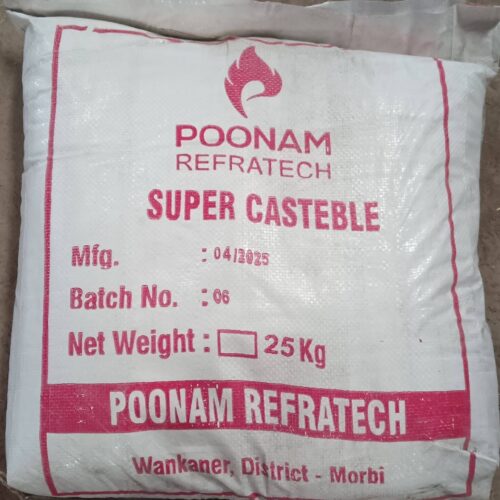 POONAM
REFRATECH
SUPER CASTEBLE
Mfg. : 04/2025
Batch No. : 06
Net Weight : 25 Kg
POONAM REFRATECH
Wankaner, District - Morbi